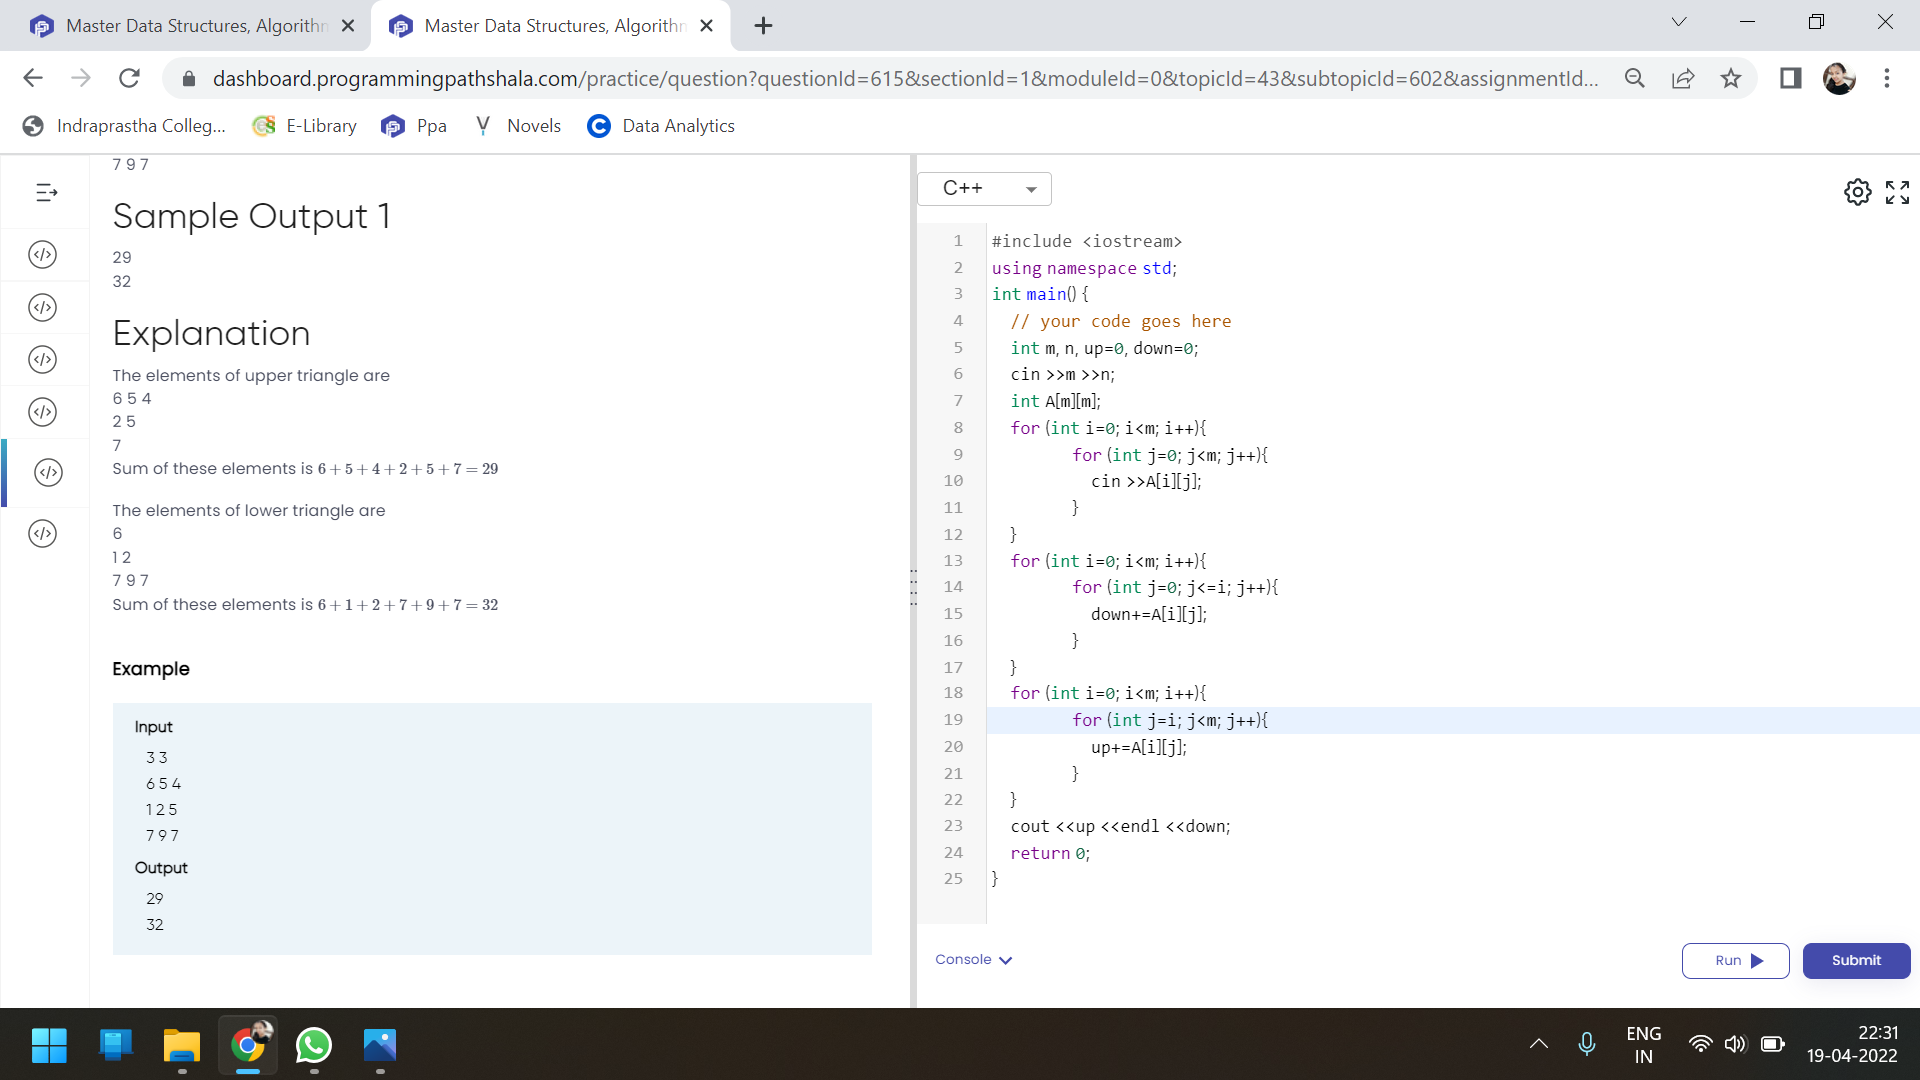 Master Data Structures, Algorithm
Master Data Structures, Algorithm
dashboard.programmingpathshala.com/practice/question?questionId=615&sectionId=1&moduleId=0&topicId=43&subtopicId=602&assignmentId...
Indraprastha Colleg...
E-Library
Ppa
Novels
Data Analytics
7 9 7
Sample Output 1
29
32
Explanation
The elements of upper triangle are
6 5 4
2 5
7
Sum of these elements is 6 + 5 + 4 + 2 + 5 + 7 = 29
The elements of lower triangle are
6
1 2
7 9 7
Sum of these elements is 6 + 1 + 2 + 7 + 9 + 7 = 32
Example
Input
3 3
6 5 4
1 2 5
7 9 7
Output
29
32
C++
1 #include <iostream>
2 using namespace std;
3 int main() {
4 // your code goes here
5 int m, n, up=0, down=0;
6 cin >>m >>n;
7 int A[m][m];
8 for (int i=0; i<m; i++){
9 for (int j=0; j<m; j++){
10 cin >>A[i][j];
11 }
12 }
13 for (int i=0; i<m; i++){
14 for (int j=0; j<=i; j++){
15 down+=A[i][j];
16 }
17 }
18 for (int i=0; i<m; i++){
19 for (int j=i; j<m; j++){
20 up+=A[i][j];
21 }
22 }
23 cout <<up <<endl <<down;
24 return 0;
25 }
Console
Run
Submit
ENG
IN
22:31
19-04-2022